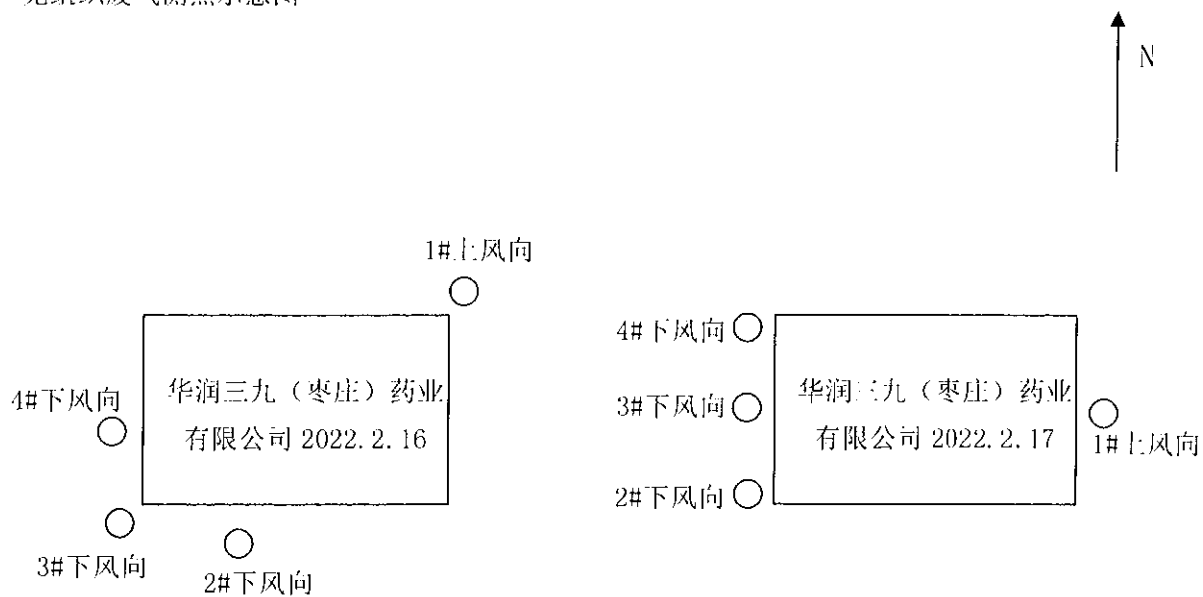 N
1#上风向
4#下风向
华润三九（枣庄）药业
有限公司 2022.2.16
3#下风向
2#下风向
4#下风向
3#下风向
2#下风向
华润三九（枣庄）药业
有限公司 2022.2.17
1#上风向